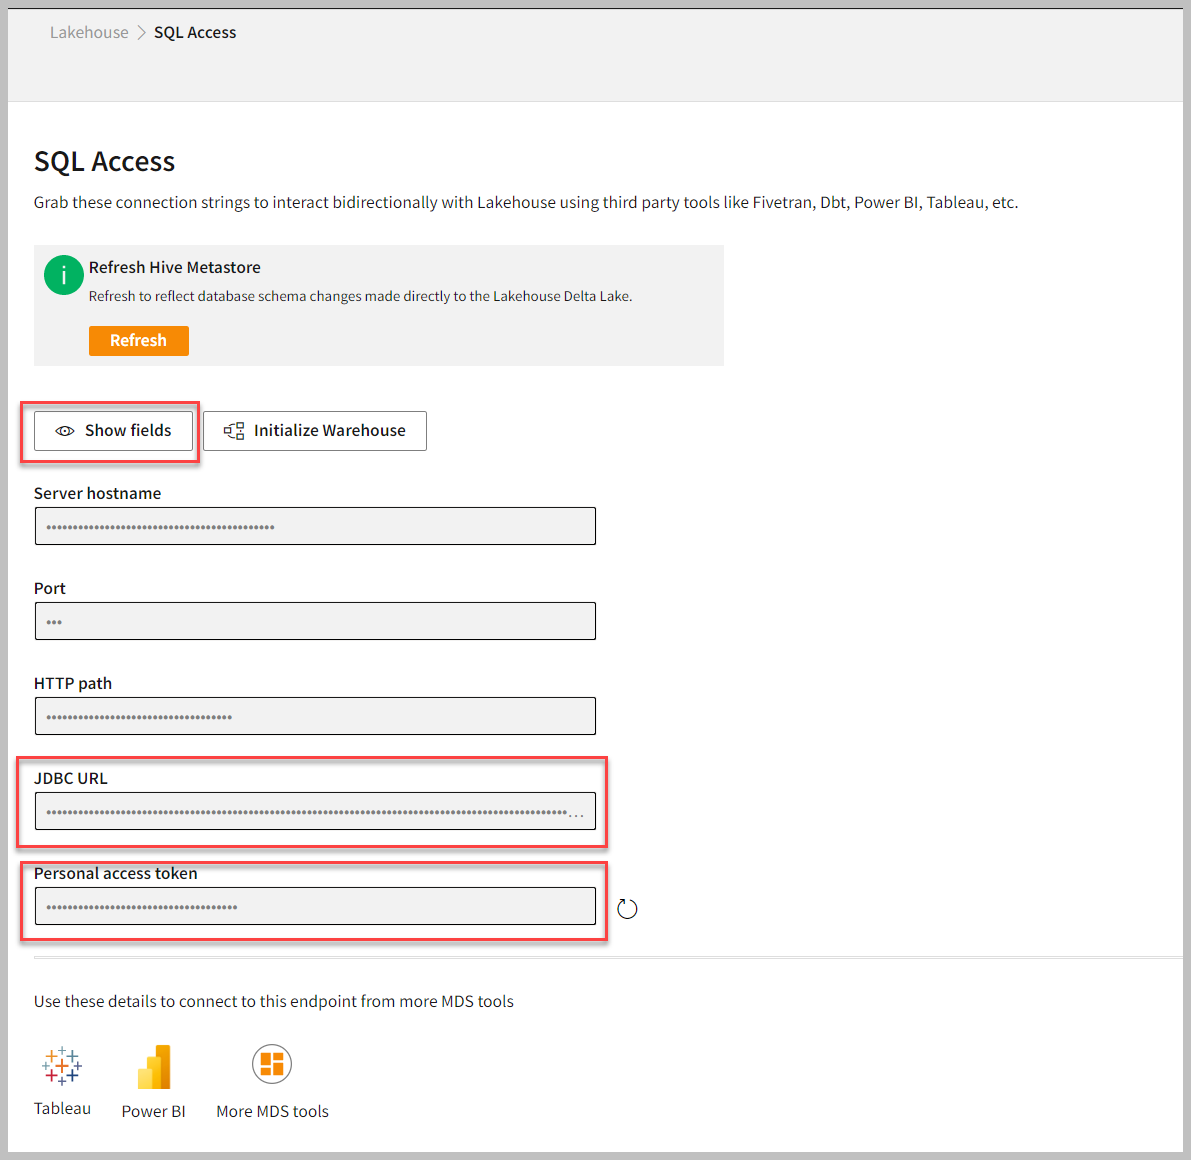 Lakehouse > SQL Access
SQL Access
Grab these connection strings to interact bidirectionally with Lakehouse using third party tools like Fivetran, Dbt, Power BI, Tableau, etc.
i
Refresh Hive Metastore
Refresh to reflect database schema changes made directly to the Lakehouse Delta Lake.
Refresh
Show fields
Initialize Warehouse
Server hostname
Port
HTTP path
JDBC URL
Personal access token
Use these details to connect to this endpoint from more MDS tools
Tableau
Power BI
More MDS tools